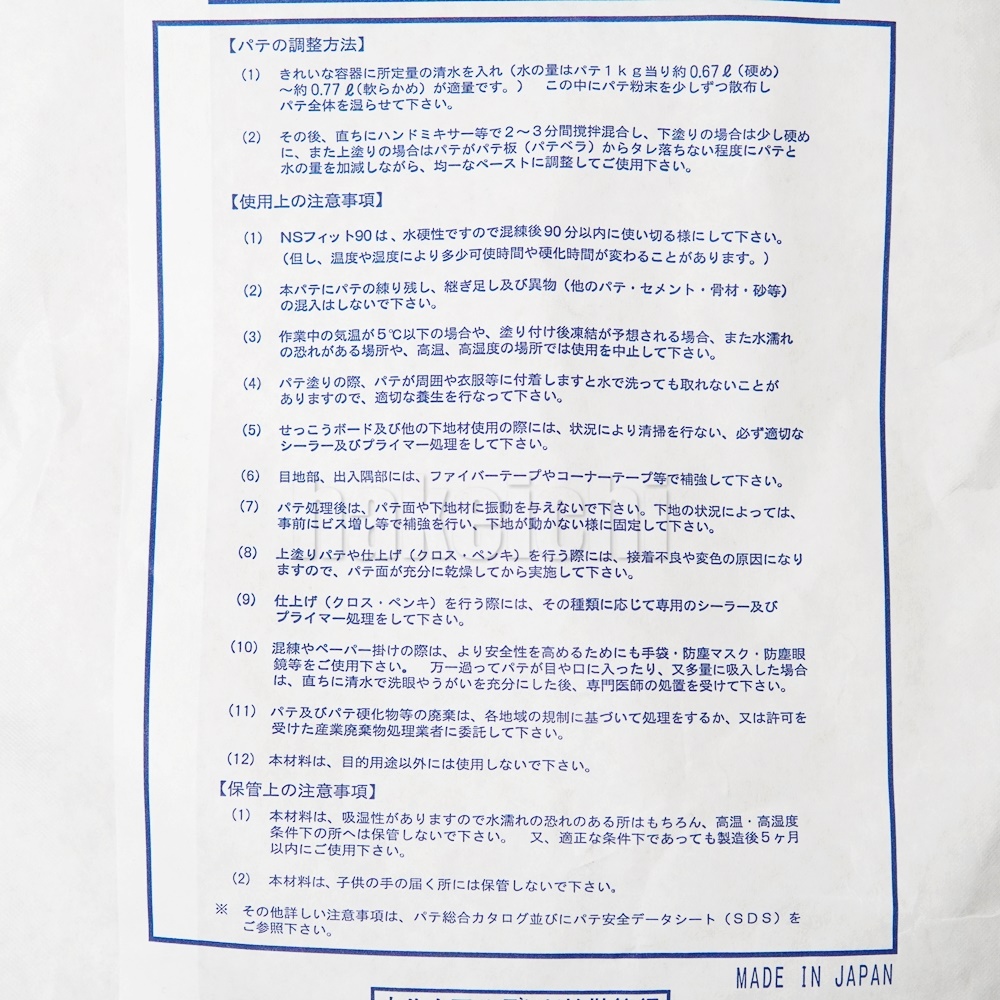 【パテの調整方法】
(1) きれいな容器に所定量の清水を入れ（水の量はパテ1kg当り約0.67ℓ（硬め）
～約0.77ℓ（軟らかめ）が適量です。） この中にパテ粉末を少しずつ散布し
パテ全体を湿らせて下さい。
(2) その後、直ちにハンドミキサー等で2～3分間撹拌混合し、下塗りの場合は少し硬め
に、また上塗りの場合はパテがパテ板（パテベラ）からタレ落ちない程度にパテと
水の量を加減しながら、均一なペーストに調整してご使用下さい。
【使用上の注意事項】
(1) NSフィット90は、水硬性ですので混練後90分以内に使い切る様にして下さい。
（但し、温度や湿度により多少可使時間や硬化時間が変わることがあります。）
(2) 本パテにパテの練り残し、継ぎ足し及び異物（他のパテ・セメント・骨材・砂等）
の混入はしないで下さい。
(3) 作業中の気温が5℃以下の場合や、塗り付け後凍結が予想される場合、また水濡れ
の恐れがある場所や、高温、高湿度の場所では使用を中止して下さい。
(4) パテ塗りの際、パテが周囲や衣服等に付着しますと水で洗っても取れないことが
ありますので、適切な養生を行なって下さい。
(5) せっこうボード及び他の下地材使用の際には、状況により清掃を行ない、必ず適切な
シーラー及びプライマー処理をして下さい。
(6) 目地部、出入隅部には、ファイバーテープやコーナーテープ等で補強して下さい。
(7) パテ処理後は、パテ面や下地材に振動を与えないで下さい。下地の状況によっては、
事前にビス増し等で補強を行い、下地が動かない様に固定して下さい。
(8) 上塗りパテや仕上げ（クロス・ペンキ）を行う際には、接着不良や変色の原因になり
ますので、パテ面が充分に乾燥してから実施して下さい。
(9) 仕上げ（クロス・ペンキ）を行う際には、その種類に応じて専用のシーラー及び
プライマー処理をして下さい。
(10) 混練やペーパー掛けの際は、より安全性を高めるためにも手袋・防塵マスク・防塵眼
鏡等をご使用下さい。 万一過ってパテが目や口に入ったり、又多量に吸入した場合
は、直ちに清水で洗眼やうがいを充分にした後、専門医師の処置を受けて下さい。
(11) パテ及びパテ硬化物等の廃棄は、各地域の規制に基づいて処理をするか、又は許可を
受けた産業廃棄物処理業者に委託して下さい。
(12) 本材料は、目的用途以外には使用しないで下さい。
【保管上の注意事項】
(1) 本材料は、吸湿性がありますので水濡れの恐れのある所はもちろん、高温・高湿度
条件下の所へは保管しないで下さい。 又、適正な条件下であっても製造後5ヶ月
以内にご使用下さい。
(2) 本材料は、子供の手の届く所には保管しないで下さい。
※ その他詳しい注意事項は、パテ総合カタログ並びにパテ安全データシート（SDS）を
ご参照下さい。
MADE IN JAPAN